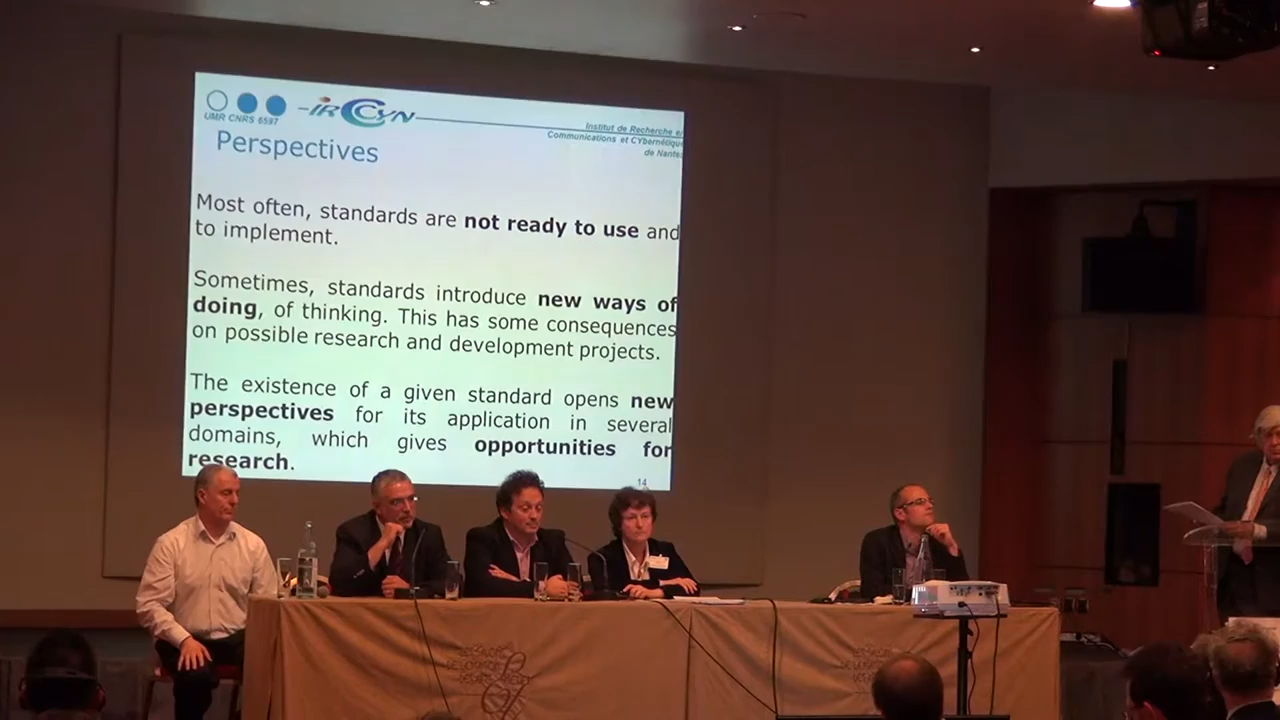 UMR CNRS 6597
IRCCyN
Institut de Recherche en
Communications et CYbernétique
de Nantes
Perspectives
Most often, standards are not ready to use and
to implement.
Sometimes, standards introduce new ways of
doing, of thinking. This has some consequences
on possible research and development projects.
The existence of a given standard opens new
perspectives for its application in several
domains, which gives opportunities for
research.
14